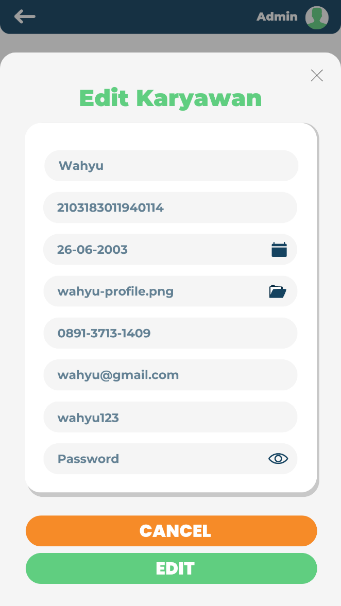 Admin
Edit Karyawan
Wahyu
2103183011940114
26-06-2003
wahyu-profile.png
0891-3713-1409
wahyu@gmail.com
wahyu123
Password
CANCEL
EDIT